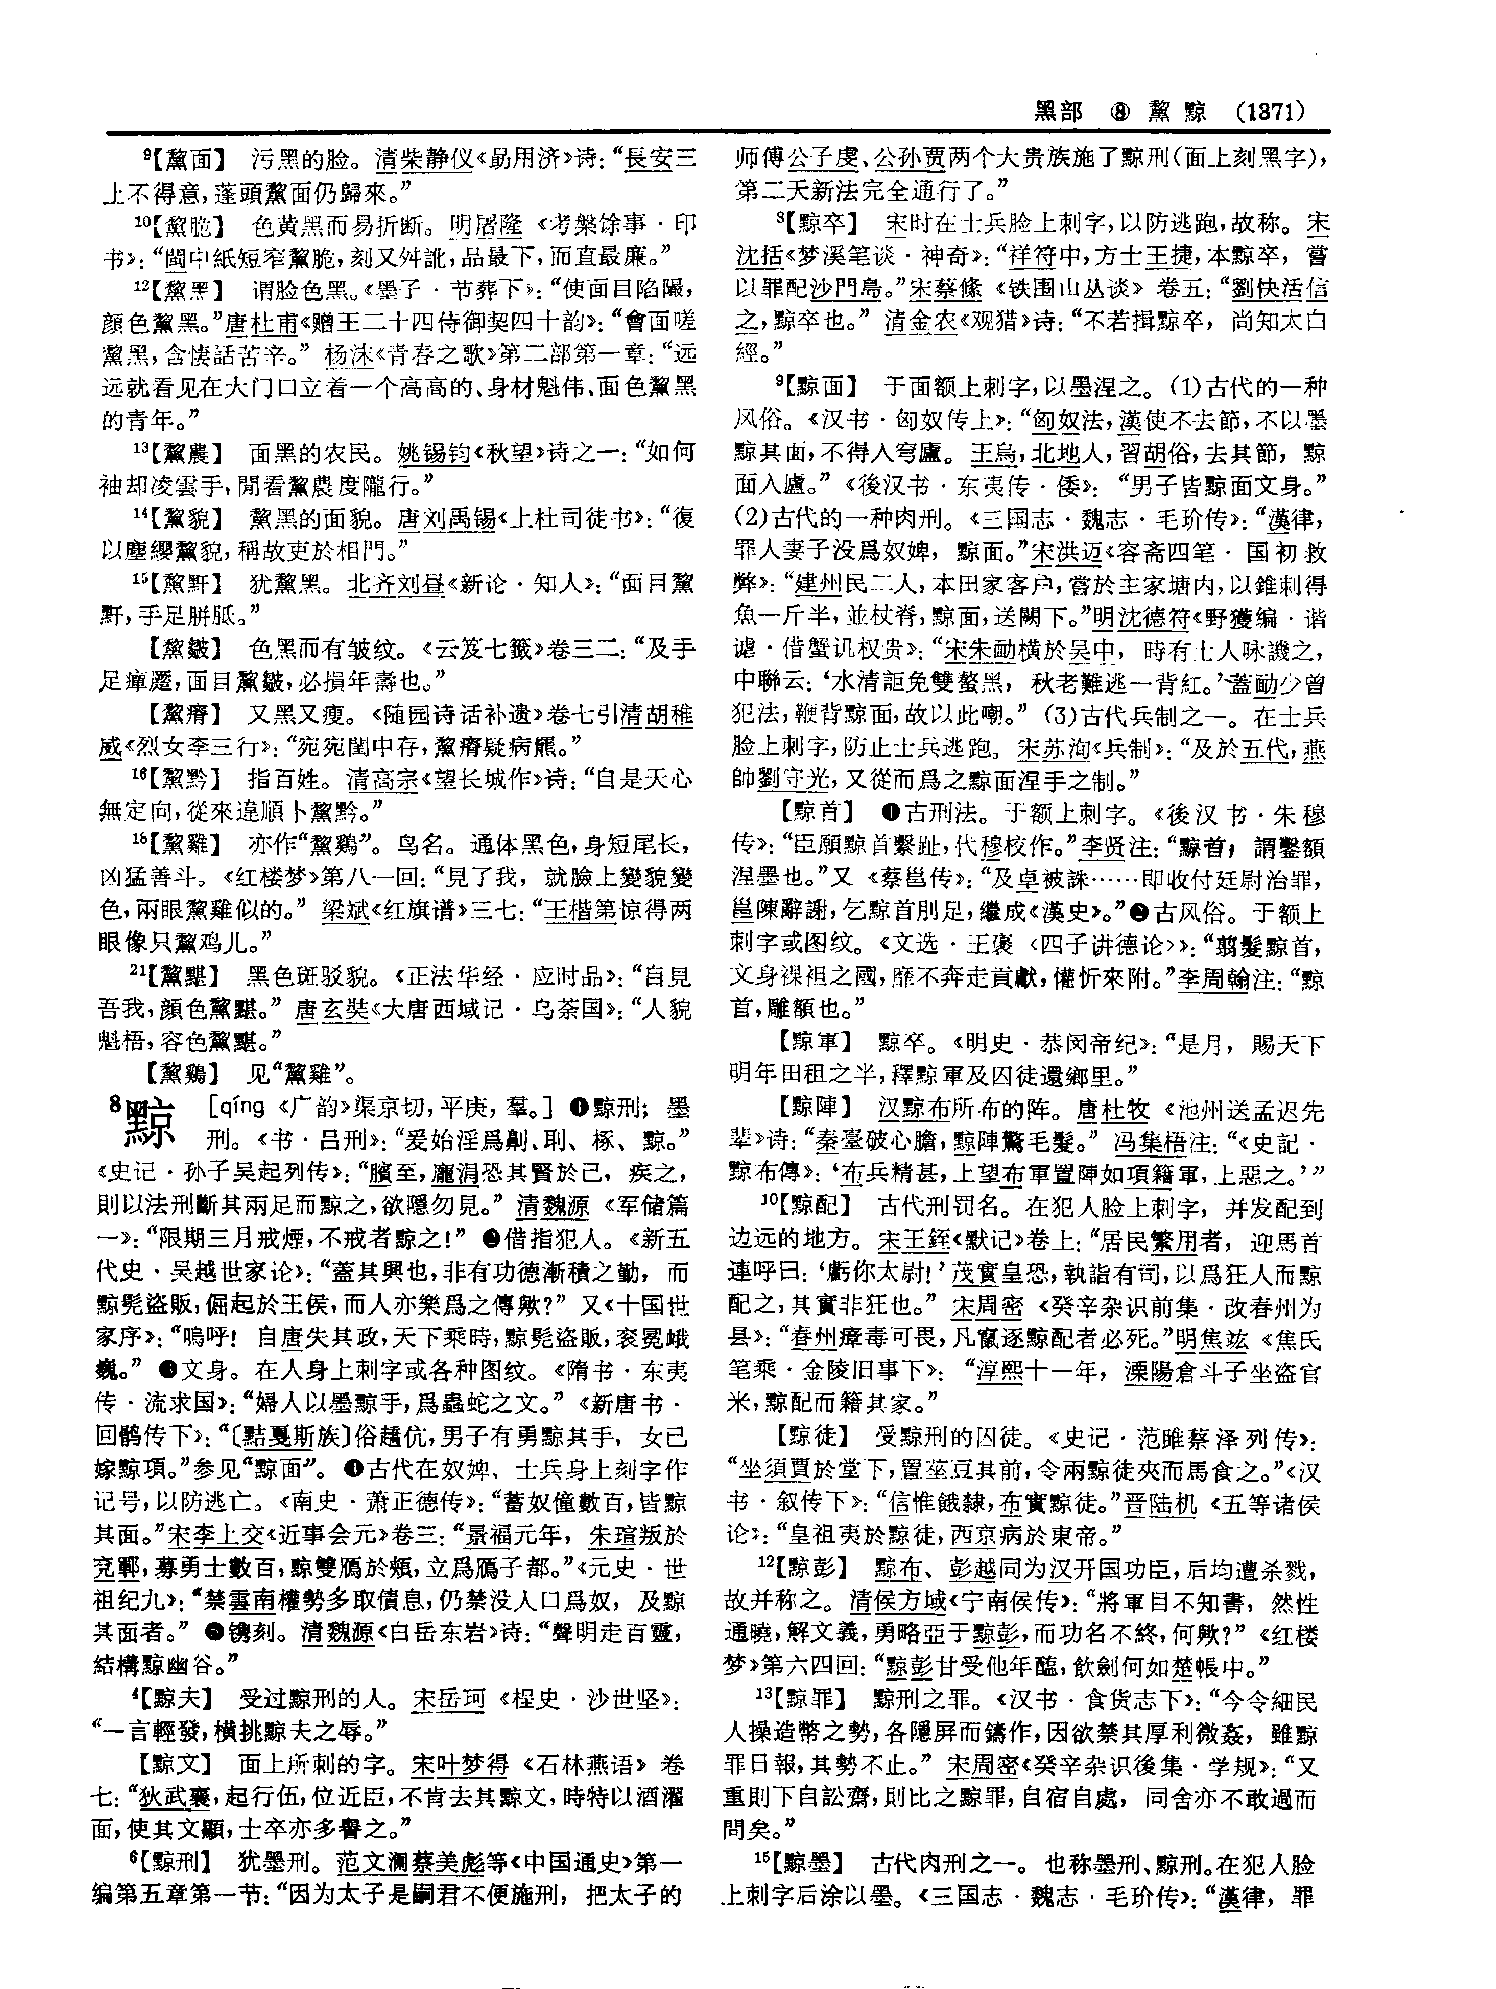 黑部 ⑧ 黧 黥 (1371)
⁹【黧面】 污黑的脸。清柴静仪《勗用济》诗：“長安三
上不得意，蓬頭黧面仍歸來。”
¹⁰【黧脆】 色黄黑而易折断。明屠隆《考槃馀事·印
书》：“閩中紙短窄黧脆，刻又舛訛，品最下，而直最廉。”
¹²【黧黑】 谓脸色黑。《墨子·节葬下》：“使面目陷㒹，
顔色黧黑。”唐杜甫《赠王二十四侍御契四十韵》：“會面嗟
黧黑，含悽話苦辛。” 杨沫《青春之歌》第二部第一章：“远
远就看见在大门口立着一个高高的、身材魁伟、面色黧黑
的青年。”
¹³【黧農】 面黑的农民。姚锡钧《秋望》诗之一：“如何
袖却凌雲手，閒看黧農度隴行。”
¹⁴【黧貌】 黧黑的面貌。唐刘禹锡《上杜司徒书》：“復
以塵纓黧貌，稱故吏於相門。”
¹⁵【黧䵟】 犹黧黑。北齐刘昼《新论·知人》：“面目黧
䵟，手足胼胝。”
【黧皺】 色黑而有皱纹。《云笈七籤》卷三二：“及手
足瘴瀝，面目黧皺，必損年壽也。”
【黧瘠】 又黑又瘦。《随园诗话补遗》卷七引清胡稚
威《烈女李三行》：“宛宛閨中存，黧瘠疑病羆。”
¹⁶【黧黔】 指百姓。清高宗《望长城作》诗：“自是天心
無定向，從來違順卜黧黔。”
¹⁸【黧雞】 亦作“黧鷄”。鸟名。通体黑色，身短尾长，
凶猛善斗。《红楼梦》第八一回：“見了我，就臉上變貌變
色，兩眼黧雞似的。” 梁斌《红旗谱》三七：“王楷第惊得两
眼像只黧鸡儿。”
²¹【黧黮】 黑色斑驳貌。《正法华经·应时品》：“自見
吾我，顔色黧黮。” 唐玄奘《大唐西域记·乌荼国》：“人貌
魁梧，容色黧黮。”
【黧鷄】 见“黧雞”。
⁸黥 [qíng 《广韵》渠京切，平庚，羣。] ❶黥刑；墨
刑。《书·吕刑》：“爰始淫爲劓、刵、椓、黥。”
《史记·孙子吴起列传》：“臏至，龐涓恐其賢於己，疾之，
則以法刑斷其兩足而黥之，欲隱勿見。” 清魏源《军储篇
一》：“限期三月戒煙，不戒者黥之！” ❷借指犯人。《新五
代史·吴越世家论》：“蓋其興也，非有功德漸積之勤，而
黥髡盜販，倔起於王侯，而人亦樂爲之傳歟？” 又《十国世
家序》：“嗚呼！自唐失其政，天下乘時，黥髡盜販，衮冕峨
巍。” ❸文身。在人身上刺字或各种图纹。《隋书·东夷
传·流求国》：“婦人以墨黥手，爲蟲蛇之文。”《新唐书·
回鹘传下》：“〔黠戛斯族〕俗趫伉，男子有勇黥其手，女已
嫁黥項。”参见“黥面”。 ❹古代在奴婢、士兵身上刻字作
记号，以防逃亡。《南史·萧正德传》：“蓄奴僮數百，皆黥
其面。”宋李上交《近事会元》卷三：“景福元年，朱瑄叛於
兗鄆，募勇士數百，黥雙鴈於頰，立爲鴈子都。”《元史·世
祖纪九》：“禁雲南權勢多取債息，仍禁没人口爲奴，及黥
其面者。” ❺镌刻。清魏源《白岳东岩》诗：“聲明走百靈，
結構黥幽谷。”
⁴【黥夫】 受过黥刑的人。宋岳珂《桯史·沙世坚》：
“一言輕發，横挑黥夫之辱。”
【黥文】 面上所刺的字。宋叶梦得《石林燕语》卷
七：“狄武襄，起行伍，位近臣，不肯去其黥文，時特以酒濯
面，使其文顯，士卒亦多譽之。”
⁶【黥刑】 犹墨刑。范文澜蔡美彪等《中国通史》第一
编第五章第一节：“因为太子是嗣君不便施刑，把太子的
师傅公子虔、公孙贾两个大贵族施了黥刑（面上刻黑字），
第二天新法完全通行了。”
⁸【黥卒】 宋时在士兵脸上刺字，以防逃跑，故称。宋
沈括《梦溪笔谈·神奇》：“祥符中，方士王捷，本黥卒，嘗
以罪配沙門島。”宋蔡絛《铁围山丛谈》卷五：“劉快活信
之，黥卒也。” 清金农《观猎》诗：“不若揖黥卒，尚知太白
經。”
⁹【黥面】 于面额上刺字，以墨涅之。(1)古代的一种
风俗。《汉书·匈奴传上》：“匈奴法，漢使不去節，不以墨
黥其面，不得入穹廬。王烏，北地人，習胡俗，去其節，黥
面入廬。”《後汉书·东夷传·倭》：“男子皆黥面文身。”
(2)古代的一种肉刑。《三国志·魏志·毛玠传》：“漢律，
罪人妻子没爲奴婢，黥面。”宋洪迈《容斋四笔·国初救
弊》：“建州民二人，本田家客户，嘗於主家塘内，以錐刺得
魚一斤半，並杖脊，黥面，送闕下。”明沈德符《野獲编·谐
谑·借蟹讥权贵》：“宋朱勔横於吴中，時有士人咏譏之，
中聯云：‘水清詎免雙螯黑，秋老難逃一背紅。’蓋勔少曾
犯法，鞭背黥面，故以此嘲。” (3)古代兵制之一。在士兵
脸上刺字，防止士兵逃跑。宋苏洵《兵制》：“及於五代，燕
帥劉守光，又從而爲之黥面涅手之制。”
【黥首】 ❶古刑法。于额上刺字。《後汉书·朱穆
传》：“臣願黥首繫趾，代穆校作。”李贤注：“黥首，謂鑿額
涅墨也。”又《蔡邕传》：“及卓被誅……即收付廷尉治罪，
邕陳辭謝，乞黥首刖足，繼成《漢史》。”❷古风俗。于额上
刺字或图纹。《文选·王褒〈四子讲德论〉》：“翦髮黥首，
文身裸袒之國，靡不奔走貢獻，懽忻來附。”李周翰注：“黥
首，雕額也。”
【黥軍】 黥卒。《明史·恭闵帝纪》：“是月，賜天下
明年田租之半，釋黥軍及囚徒還鄉里。”
【黥陣】 汉黥布所布的阵。唐杜牧《池州送孟迟先
辈》诗：“秦臺破心膽，黥陣驚毛髮。” 冯集梧注：“《史記·
黥布傳》：‘布兵精甚，上望布軍置陣如項籍軍，上惡之。’”
¹⁰【黥配】 古代刑罚名。在犯人脸上刺字，并发配到
边远的地方。宋王銍《默记》卷上：“居民繁用者，迎馬首
連呼曰：‘虧你太尉！’茂實皇恐，執詣有司，以爲狂人而黥
配之，其實非狂也。” 宋周密《癸辛杂识前集·改春州为
县》：“春州瘴毒可畏，凡竄逐黥配者必死。”明焦竑《焦氏
笔乘·金陵旧事下》：“淳熙十一年，溧陽倉斗子坐盗官
米，黥配而籍其家。”
【黥徒】 受黥刑的囚徒。《史记·范雎蔡泽列传》：
“坐須賈於堂下，置莝豆其前，令兩黥徒夾而馬食之。”《汉
书·叙传下》：“信惟餓隸，布實黥徒。”晋陆机《五等诸侯
论》：“皇祖夷於黥徒，西京病於東帝。”
¹²【黥彭】 黥布、彭越同为汉开国功臣，后均遭杀戮，
故并称之。清侯方域《宁南侯传》：“將軍目不知書，然性
通曉，解文義，勇略亞于黥彭，而功名不終，何歟？”《红楼
梦》第六四回：“黥彭甘受他年醢，飲劍何如楚帳中。”
¹³【黥罪】 黥刑之罪。《汉书·食货志下》：“今令細民
人操造幣之勢，各隱屏而鑄作，因欲禁其厚利微姦，雖黥
罪日報，其勢不止。” 宋周密《癸辛杂识後集·学规》：“又
重則下自訟齋，則比之黥罪，自宿自處，同舍亦不敢過而
問矣。”
¹⁵【黥墨】 古代肉刑之一。也称墨刑、黥刑。在犯人脸
上刺字后涂以墨。《三国志·魏志·毛玠传》：“漢律，罪